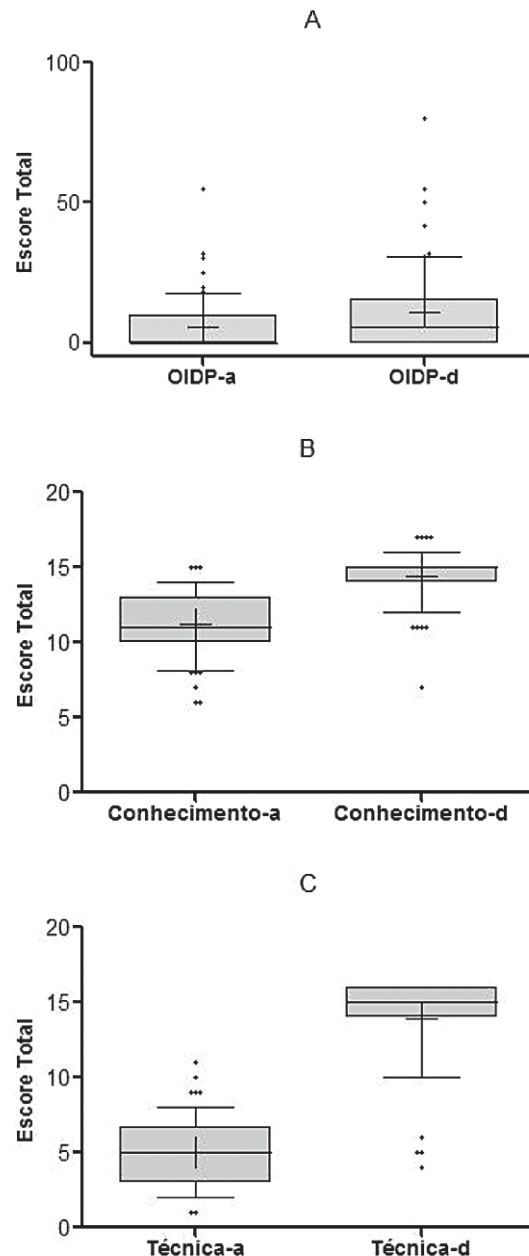 A
Escore Total
100
50
0
OIDP-a OIDP-d
B
Escore Total
20
15
10
5
0
Conhecimento-a Conhecimento-d
C
Escore Total
20
15
10
5
0
Técnica-a Técnica-d